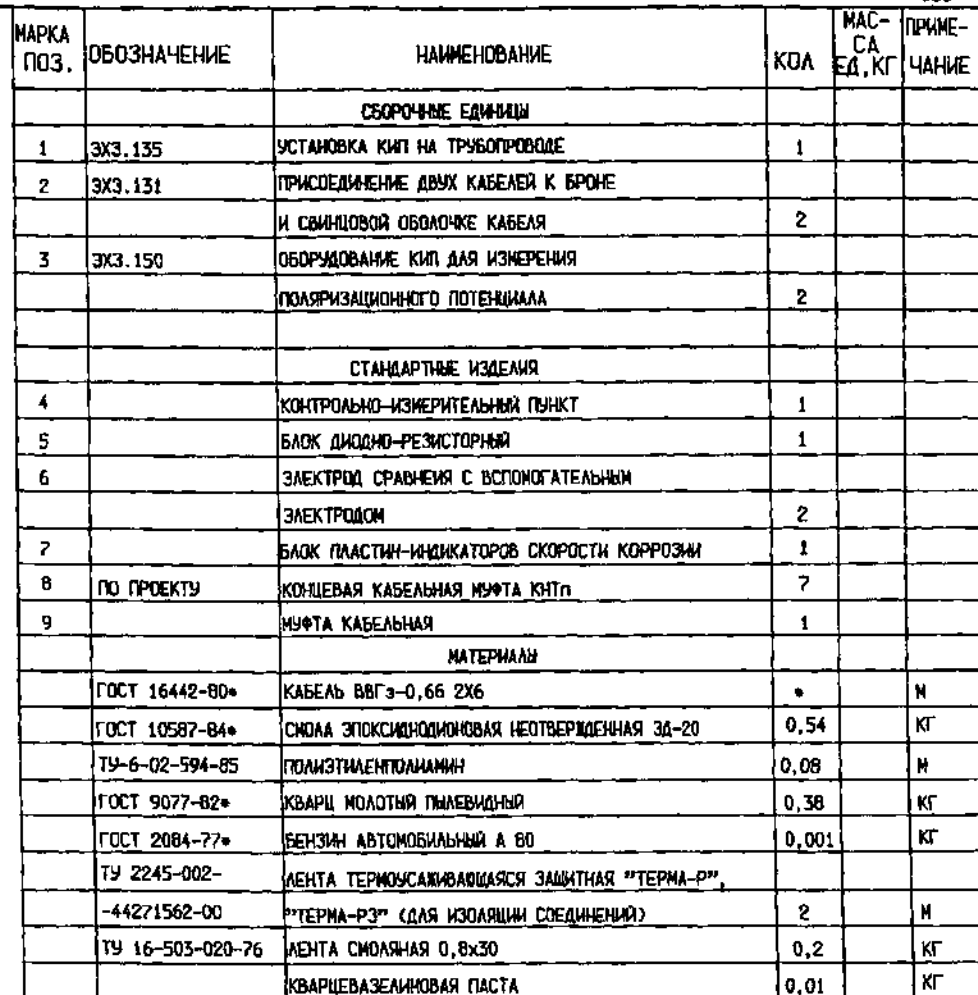 МАРКА ПОЗ. ОБОЗНАЧЕНИЕ НАИМЕНОВАНИЕ КОЛ МАС-СА ЕД,КГ ПРИМЕ-ЧАНИЕ
СБОРОЧНЫЕ ЕДИНИЦЫ
1 ЭХЗ.135 УСТАНОВКА КИП НА ТРУБОПРОВОДЕ 1
2 ЭХЗ.131 ПРИСОЕДИНЕНИЕ ДВУХ КАБЕЛЕЙ К БРОНЕ
И СВИНЦОВОЙ ОБОЛОЧКЕ КАБЕЛЯ 2
3 ЭХЗ.150 ОБОРУДОВАНИЕ КИП ДЛЯ ИЗМЕРЕНИЯ
ПОЛЯРИЗАЦИОННОГО ПОТЕНЦИАЛА 2
СТАНДАРТНЫЕ ИЗДЕЛИЯ
4 КОНТРОЛЬНО-ИЗМЕРИТЕЛЬНЫЙ ПУНКТ 1
5 БЛОК ДИОДНО-РЕЗИСТОРНЫЙ 1
6 ЭЛЕКТРОД СРАВНЕИЯ С ВСПОМОГАТЕЛЬНЫМ
ЭЛЕКТРОДОМ 2
7 БЛОК ПЛАСТИН-ИНДИКАТОРОВ СКОРОСТИ КОРРОЗИИ 1
8 ПО ПРОЕКТУ КОНЦЕВАЯ КАБЕЛЬНАЯ МУФТА КНТп 7
9 МУФТА КАБЕЛЬНАЯ 1
МАТЕРИАЛЫ
ГОСТ 16442-80* КАБЕЛЬ ВВГз-0,66 2Х6 * М
ГОСТ 10587-84* СМОЛА ЭПОКСИДНОДИОНОВАЯ НЕОТВЕРЖДЕННАЯ ЭД-20 0,54 КГ
ТУ-6-02-594-85 ПОЛИЭТИЛЕНПОЛИАМИН 0,08 М
ГОСТ 9077-82* КВАРЦ МОЛОТЫЙ ПЫЛЕВИДНЫЙ 0,38 КГ
ГОСТ 2084-77* БЕНЗИН АВТОМОБИЛЬНЫЙ А 80 0,001 КГ
ТУ 2245-002- ЛЕНТА ТЕРМОУСАЖИВАЮЩАЯСЯ ЗАЩИТНАЯ "ТЕРМА-Р",
-44271562-00 "ТЕРМА-РЗ" (ДЛЯ ИЗОЛЯЦИИ СОЕДИНЕНИЙ) 2 М
ТУ 16-503-020-76 ЛЕНТА СМОЛЯНАЯ 0,8х30 0,2 КГ
КВАРЦЕВАЗЕЛИНОВАЯ ПАСТА 0,01 КГ